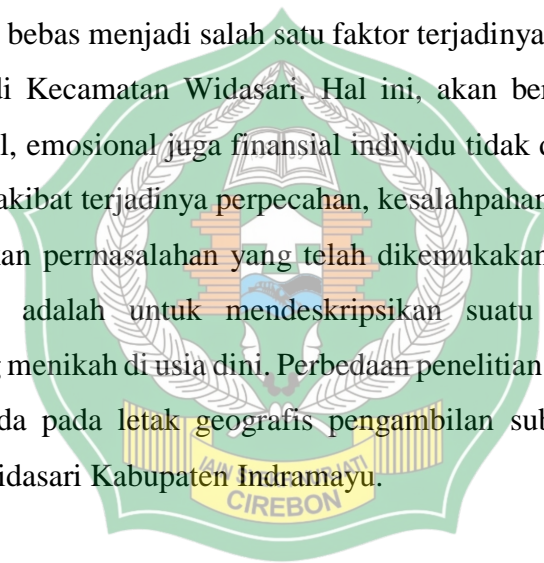 bebas menjadi salah satu faktor terjadinya
di Kecamatan Widasari. Hal ini, akan ber
l, emosional juga finansial individu tidak
akibat terjadinya perpecahan, kesalahpahan
kan permasalahan yang telah dikemukakan
adalah untuk mendeskripsikan suatu
menikah di usia dini. Perbedaan penelitian
da pada letak geografis pengambilan sub
idasari Kabupaten Indramayu.
IAIN SYEKH NURJATI
CIREBON